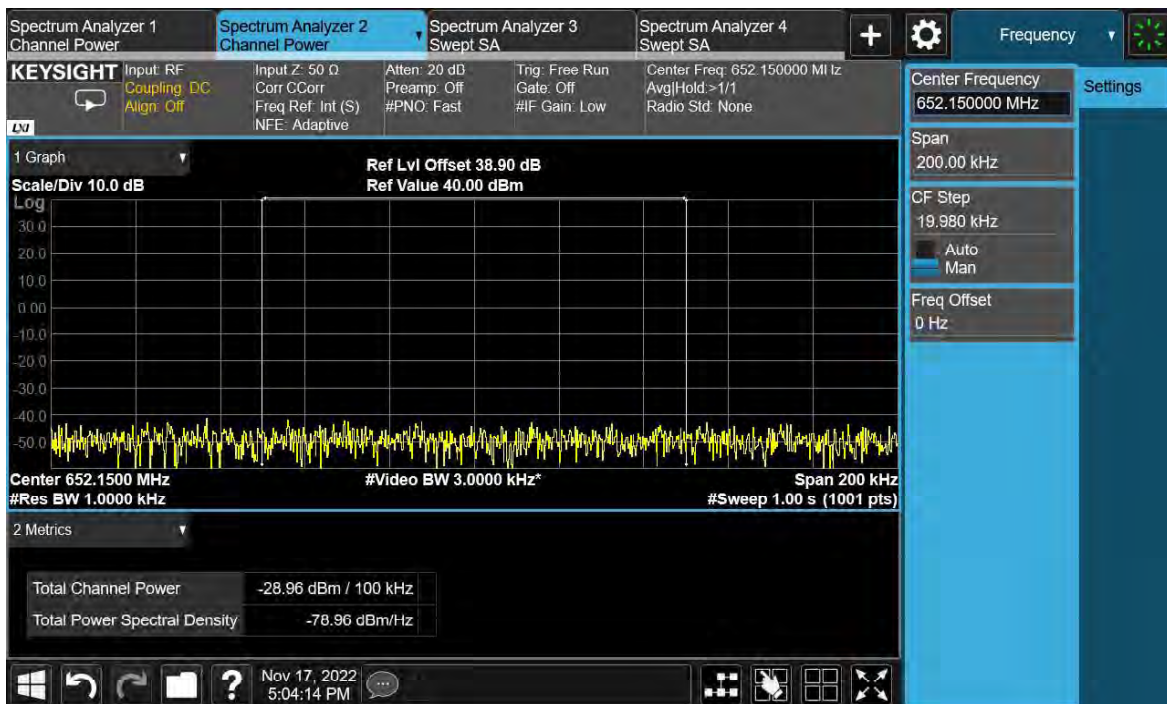 Spectrum Analyzer 1
Channel Power
Spectrum Analyzer 2
Channel Power
Spectrum Analyzer 3
Swept SA
Spectrum Analyzer 4
Swept SA
+
Frequency
KEYSIGHT
LXI
Input: RF
Coupling: DC
Align: Off
Input Z: 50 Ω
Corr CCorr
Freq Ref: Int (S)
NFE: Adaptive
Atten: 20 dB
Preamp: Off
#PNO: Fast
Trig: Free Run
Gate: Off
#IF Gain: Low
Center Freq: 652.150000 MHz
Avg|Hold:>1/1
Radio Std: None
Center Frequency
652.150000 MHz
Settings
Span
200.00 kHz
CF Step
19.980 kHz
Auto
Man
Freq Offset
0 Hz
1 Graph
Scale/Div 10.0 dB
Ref Lvl Offset 38.90 dB
Ref Value 40.00 dBm
Log
30.0
20.0
10.0
0.00
-10.0
-20.0
-30.0
-40.0
-50.0
Center 652.1500 MHz
#Res BW 1.0000 kHz
#Video BW 3.0000 kHz*
Span 200 kHz
#Sweep 1.00 s (1001 pts)
2 Metrics
Total Channel Power -28.96 dBm / 100 kHz
Total Power Spectral Density -78.96 dBm/Hz
?
Nov 17, 2022
5:04:14 PM